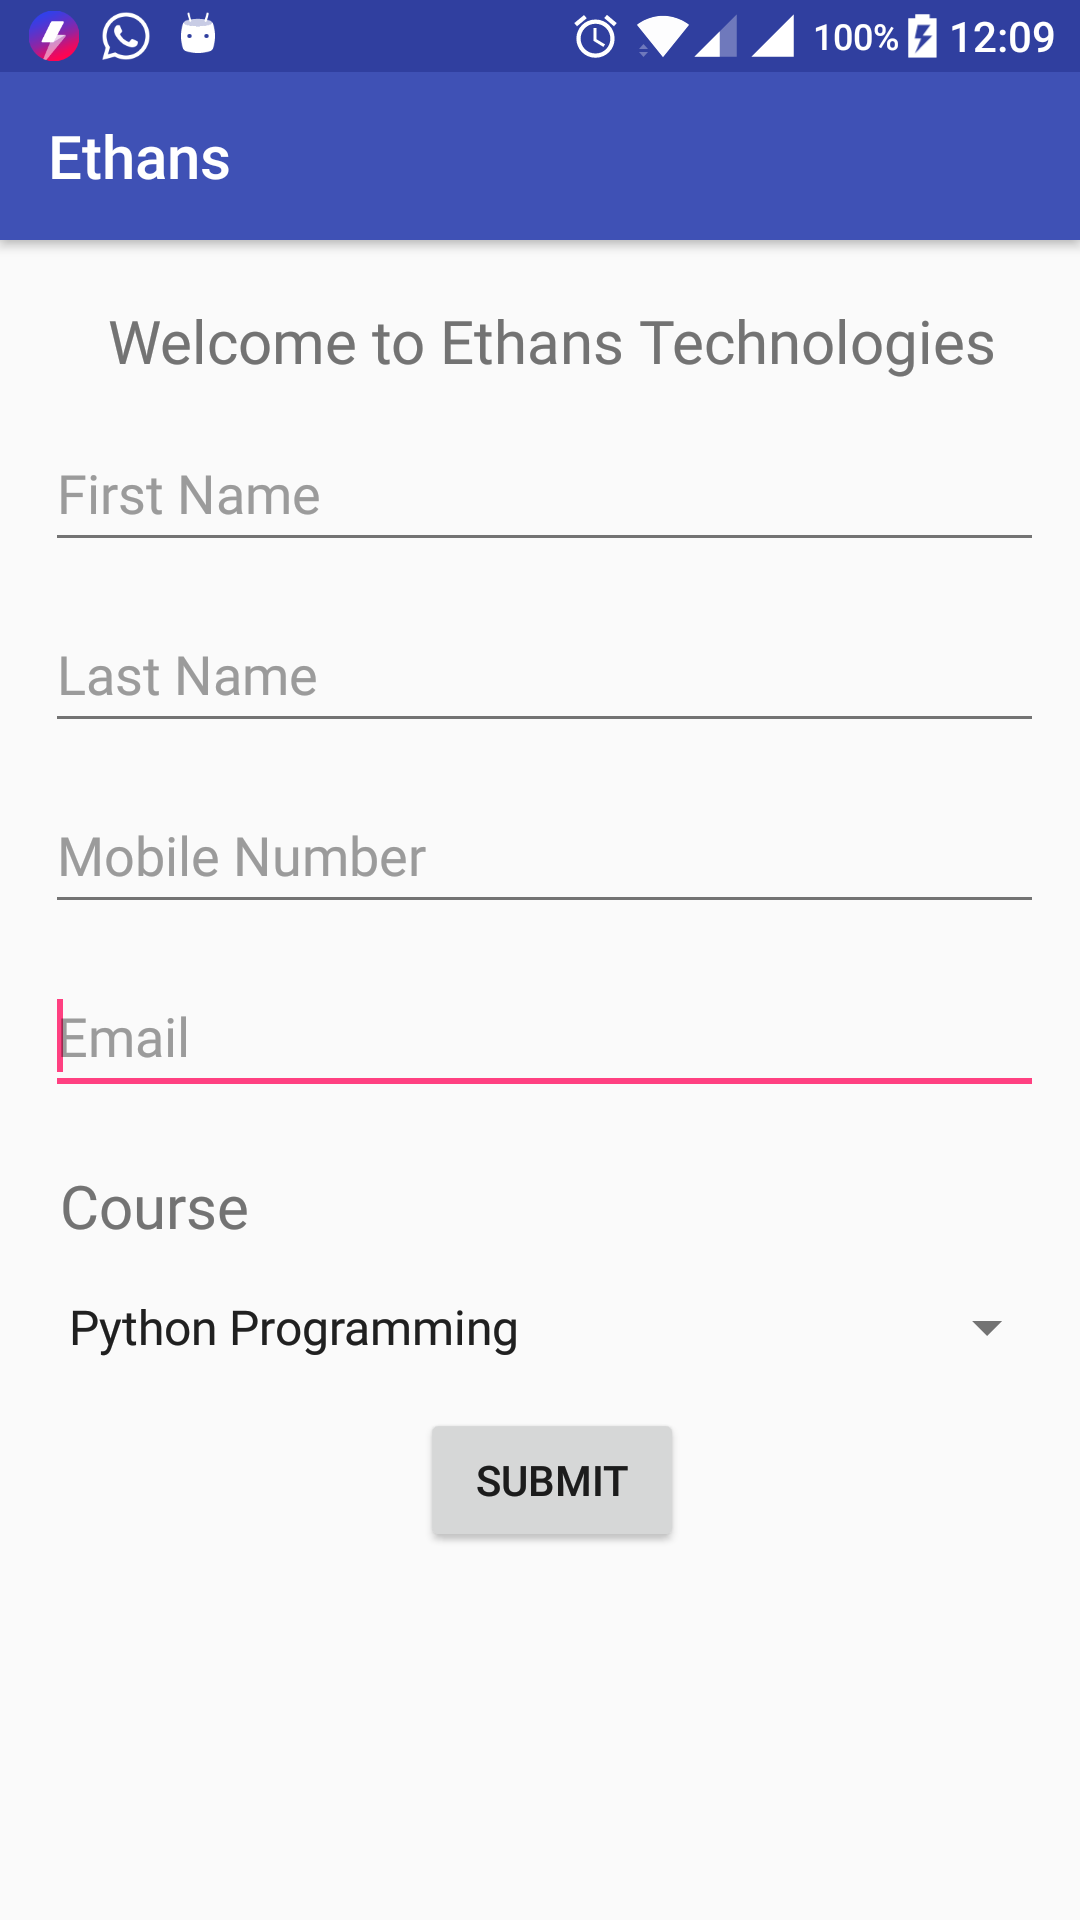 100% 12:09
Ethans
Welcome to Ethans Technologies
First Name
Last Name
Mobile Number
Email
Course
Python Programming
SUBMIT